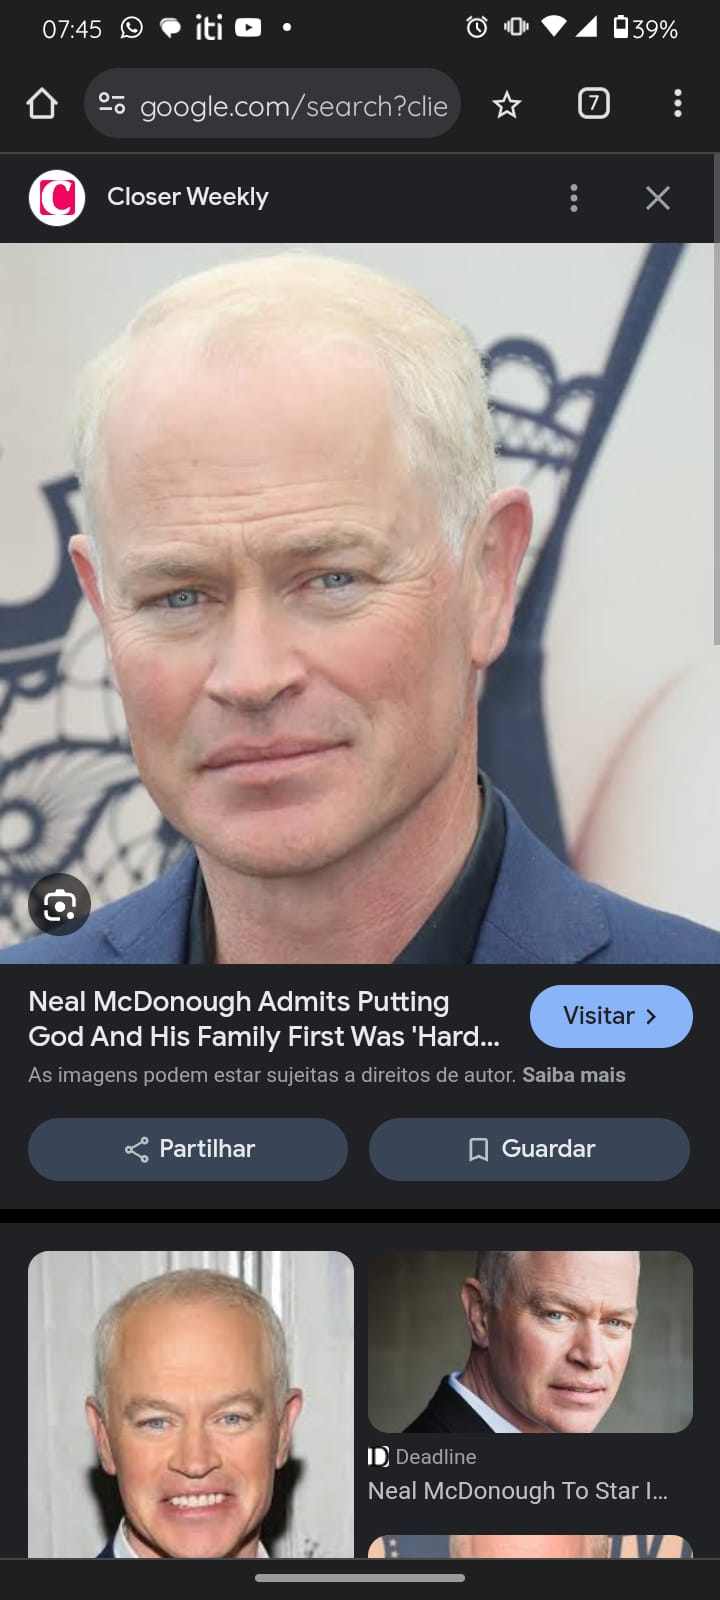 07:45 iti 39%
google.com/search?clie 7
C Closer Weekly
Neal McDonough Admits Putting
God And His Family First Was 'Hard...
Visitar
As imagens podem estar sujeitas a direitos de autor. Saiba mais
Partilhar
Guardar
D Deadline
Neal McDonough To Star I...